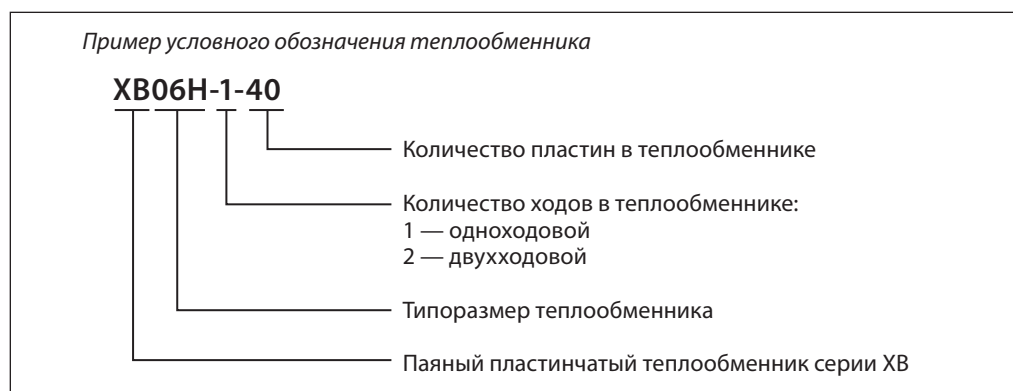 Пример условного обозначения теплообменника
XB06H-1-40
Количество пластин в теплообменнике
Количество ходов в теплообменнике:
1 — одноходовой
2 — двухходовой
Типоразмер теплообменника
Паяный пластинчатый теплообменник серии XB